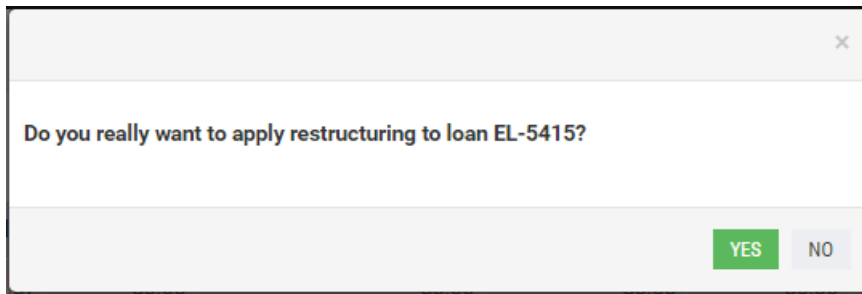 ×
Do you really want to apply restructuring to loan EL-5415?
YES NO